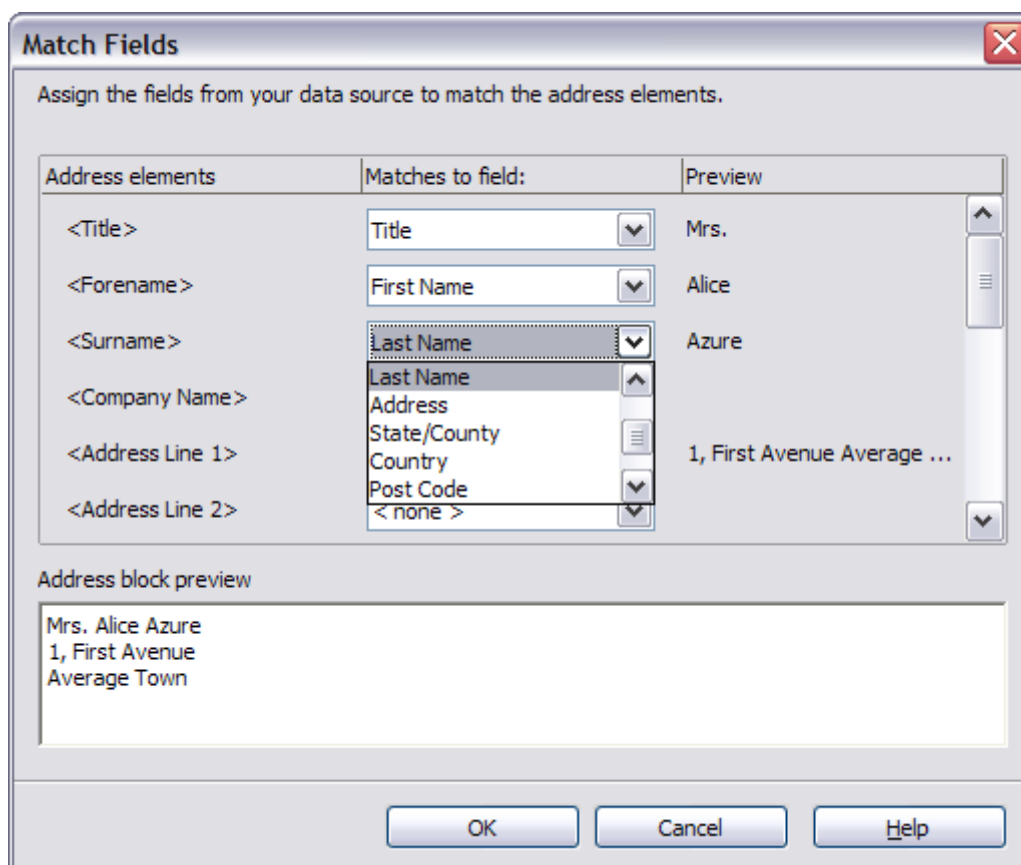 Match Fields
Assign the fields from your data source to match the address elements.
Address elements Matches to field: Preview
<Title> Title Mrs.
<Forename> First Name Alice
<Surname> Last Name Azure
Last Name
<Company Name>
Address
State/County
<Address Line 1> 1, First Avenue Average ...
Country
Post Code
<Address Line 2> < none >
Address block preview
Mrs. Alice Azure
1, First Avenue
Average Town
OK Cancel Help